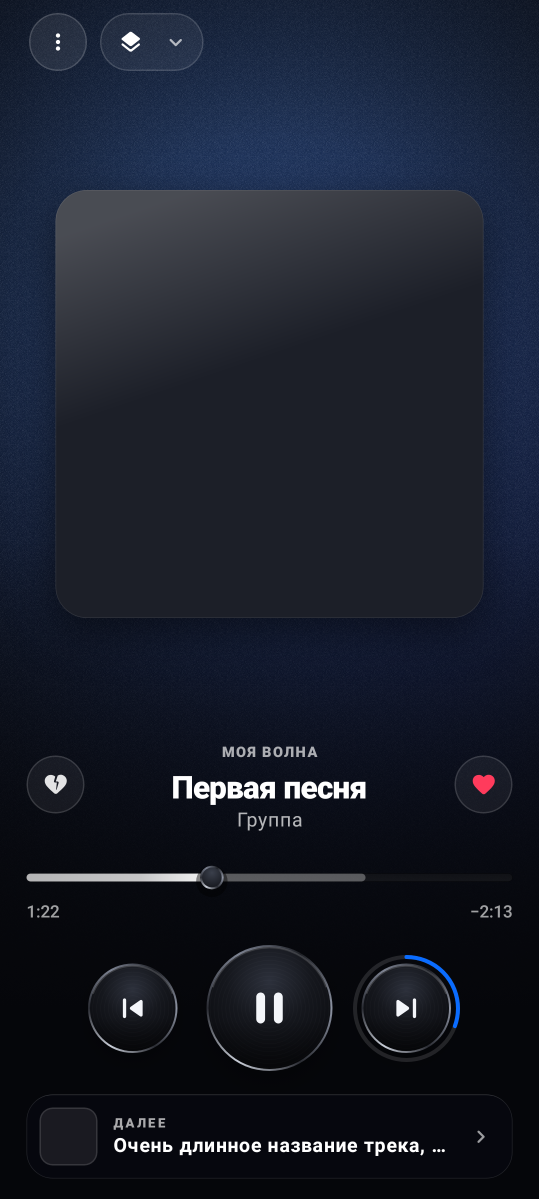 МОЯ ВОЛНА
Первая песня
Группа
1:22
−2:13
ДАЛЕЕ
Очень длинное название трека, ...